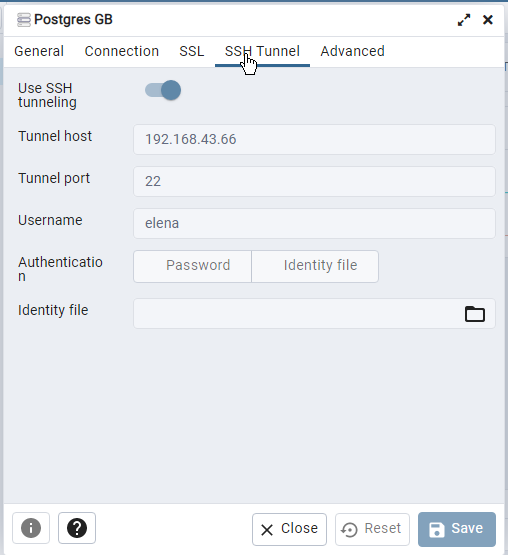 Postgres GB
General Connection SSL SSH Tunnel Advanced
Use SSH
tunneling
Tunnel host 192.168.43.66
Tunnel port 22
Username elena
Authenticatio
n
Password Identity file
Identity file
Close Reset Save